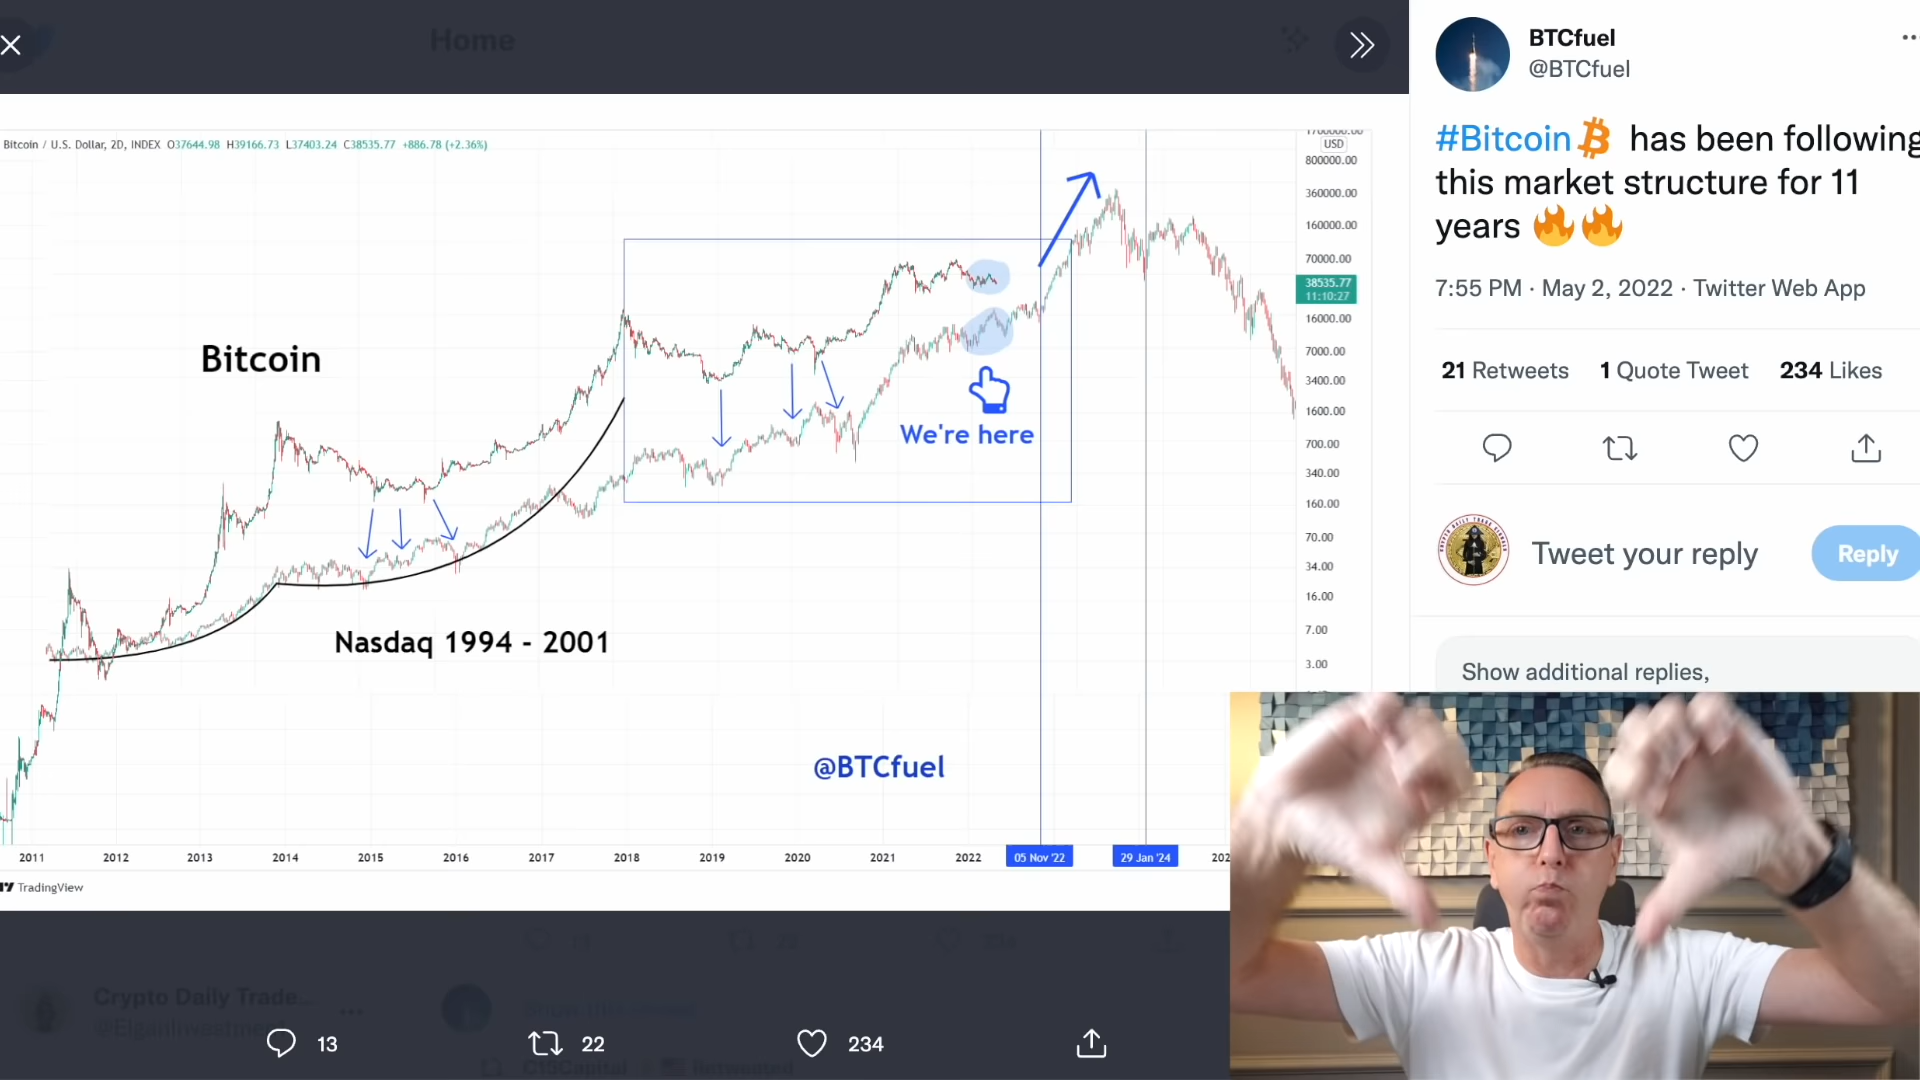 Home
Bitcoin / U.S. Dollar, 2D, INDEX O37644.98 H39166.73 L37403.24 C38535.77 +886.78 (+2.36%)
USD
800000.00
360000.00
160000.00
70000.00
38535.77
11:10:27
16000.00
7000.00
3400.00
1600.00
700.00
340.00
160.00
70.00
34.00
16.00
7.00
3.00
Bitcoin
We're here
Nasdaq 1994 - 2001
@BTCfuel
2011 2012 2013 2014 2015 2016 2017 2018 2019 2020 2021 2022 05 Nov '22 29 Jan '24
TradingView
Crypto Daily Trade...
13 22 234
BTCfuel
@BTCfuel
#Bitcoin has been following
this market structure for 11
years 🔥🔥
7:55 PM · May 2, 2022 · Twitter Web App
21 Retweets 1 Quote Tweet 234 Likes
Tweet your reply
Reply
Show additional replies,